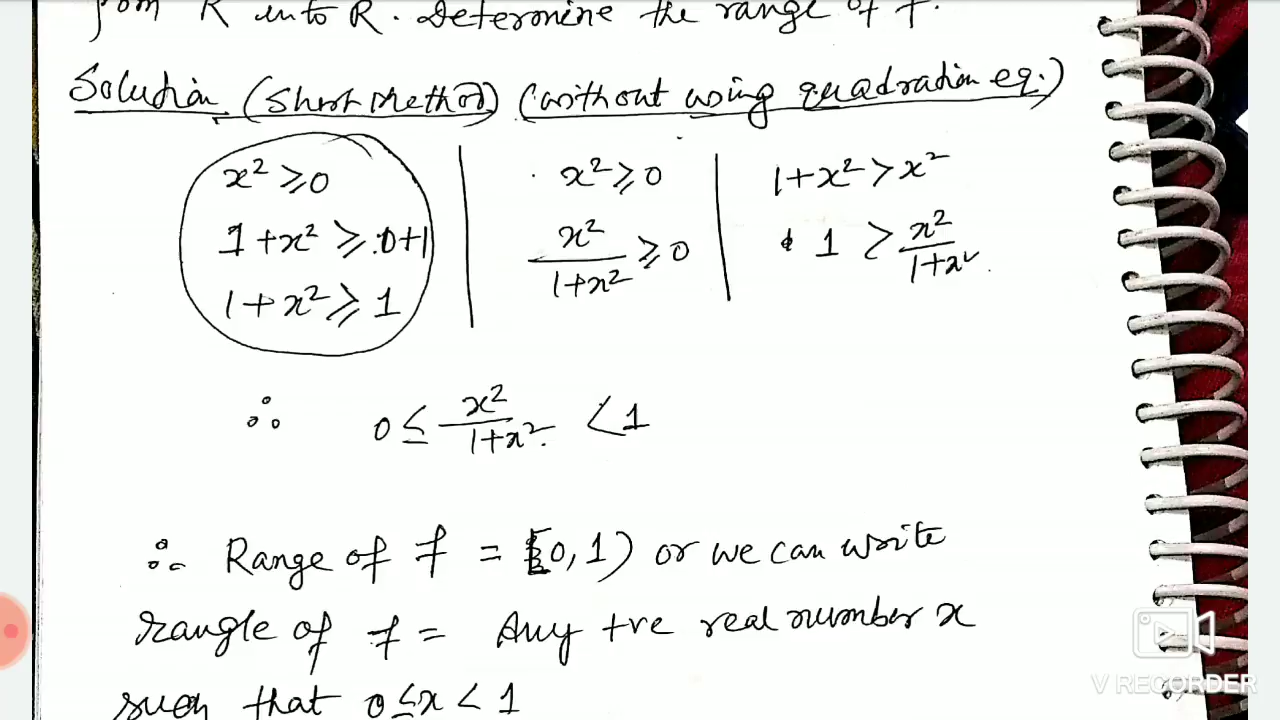 from R into R. Determine the range of f.
Solution (Short Method) (without using quadration eq.)
x² ⩾ 0
1 + x² ⩾ 0+1
1 + x² ⩾ 1
x² ⩾ 0
x²/(1+x²) ⩾ 0
1+x² > x²
1 > x²/(1+x²)
∴ 0 ≤ x²/(1+x²) < 1
∴ Range of f = [0, 1) or we can write
rangle of f = Any +ve real number x
such that 0 ≤ x < 1
V RECORDER